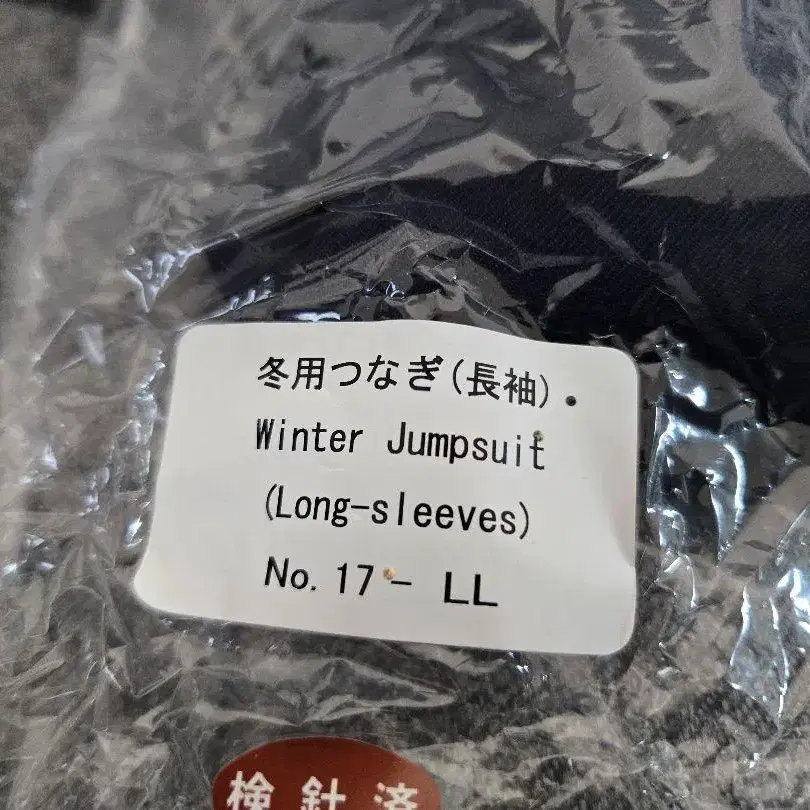 冬用つなぎ(長袖).
Winter Jumpsuit
(Long-sleeves)
No. 17 - LL
検針済